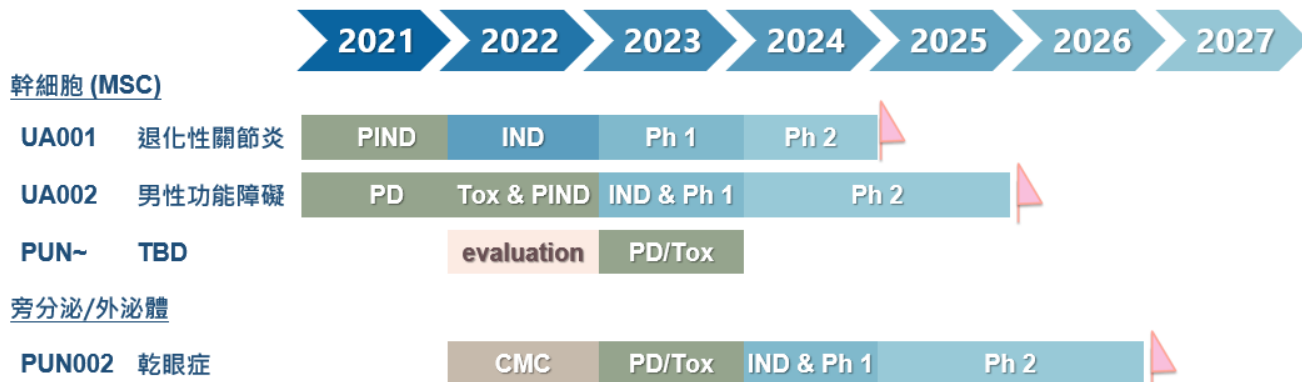 2021 2022 2023 2024 2025 2026 2027
幹細胞 (MSC)
UA001 退化性關節炎 PIND IND Ph 1 Ph 2
UA002 男性功能障礙 PD Tox & PIND IND & Ph 1 Ph 2
PUN~ TBD evaluation PD/Tox
旁分泌/外泌體
PUN002 乾眼症 CMC PD/Tox IND & Ph 1 Ph 2